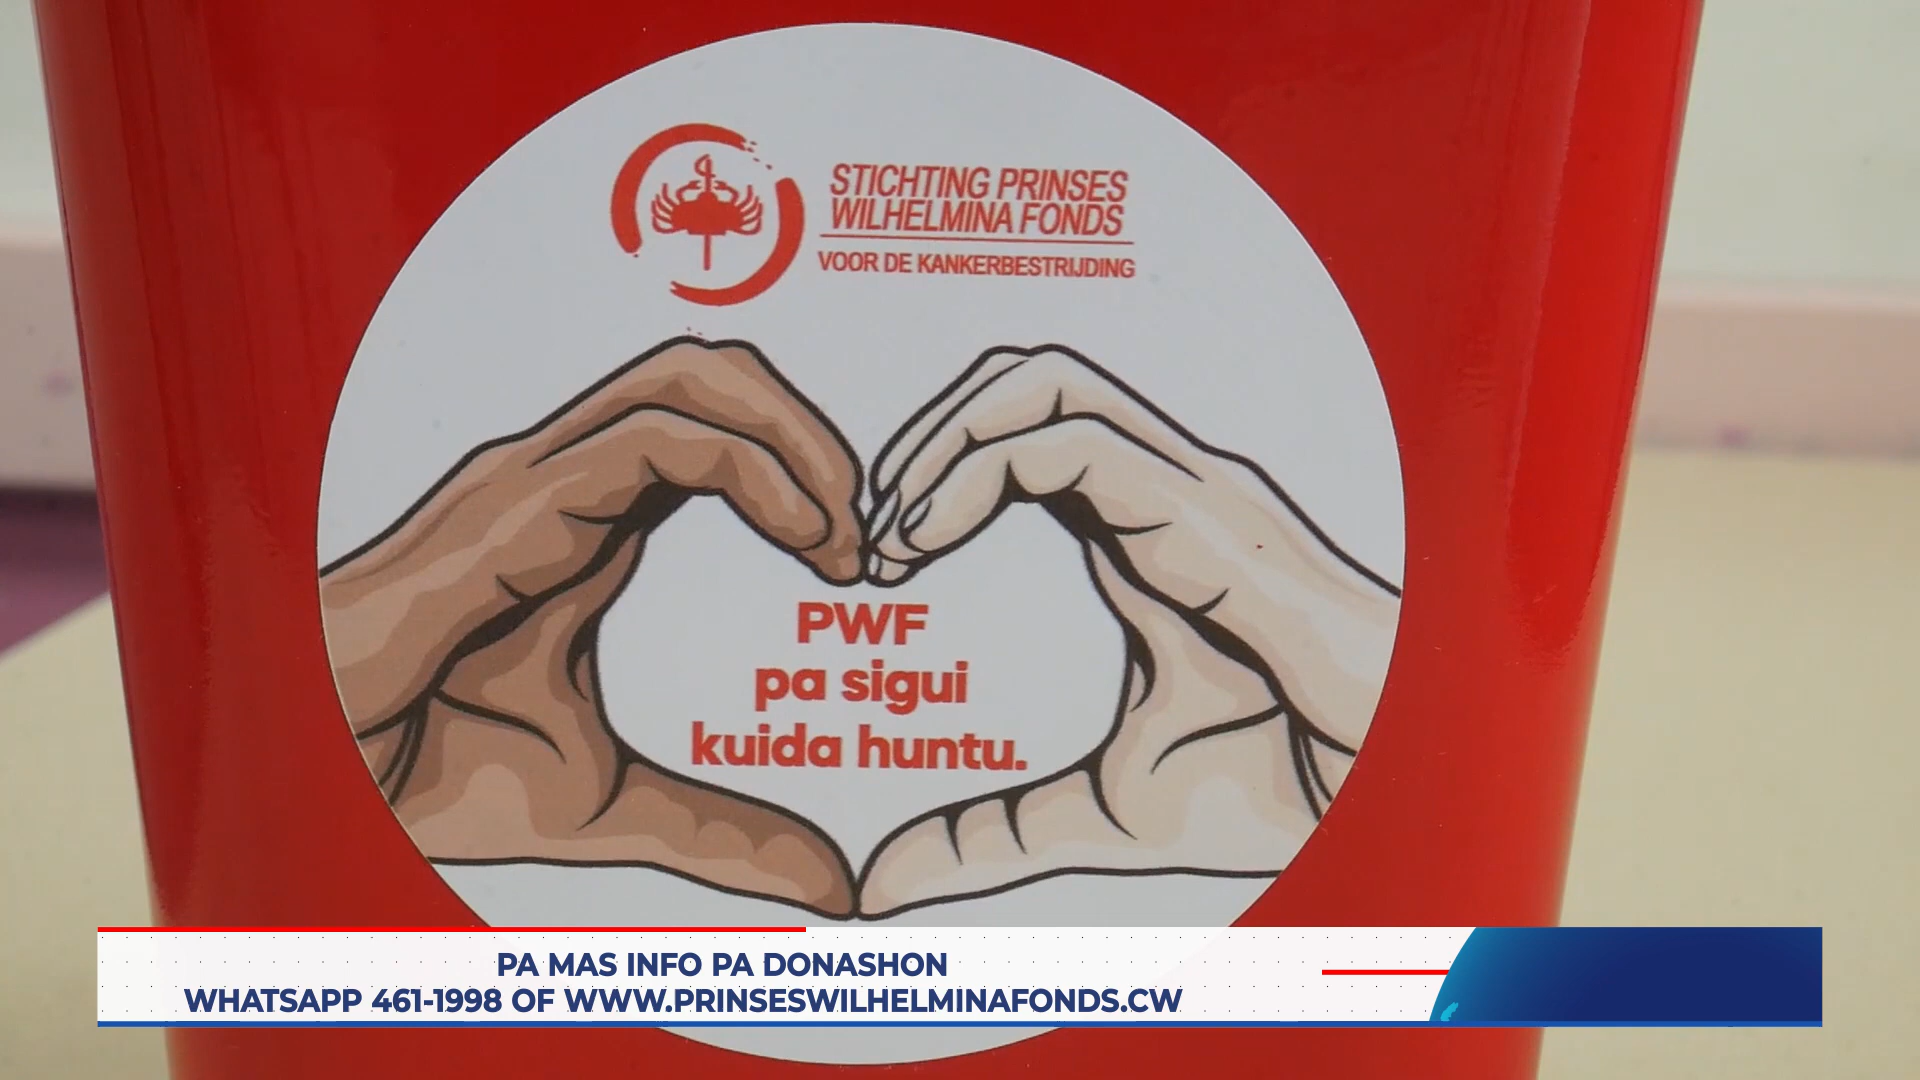 STICHTING PRINSES
WILHELMINA FONDS
VOOR DE KANKERBESTRIJDING
PWF
pa sigui
kuida huntu.
PA MAS INFO PA DONASHON
WHATSAPP 461-1998 OF WWW.PRINSESWILHELMINAFONDS.CW